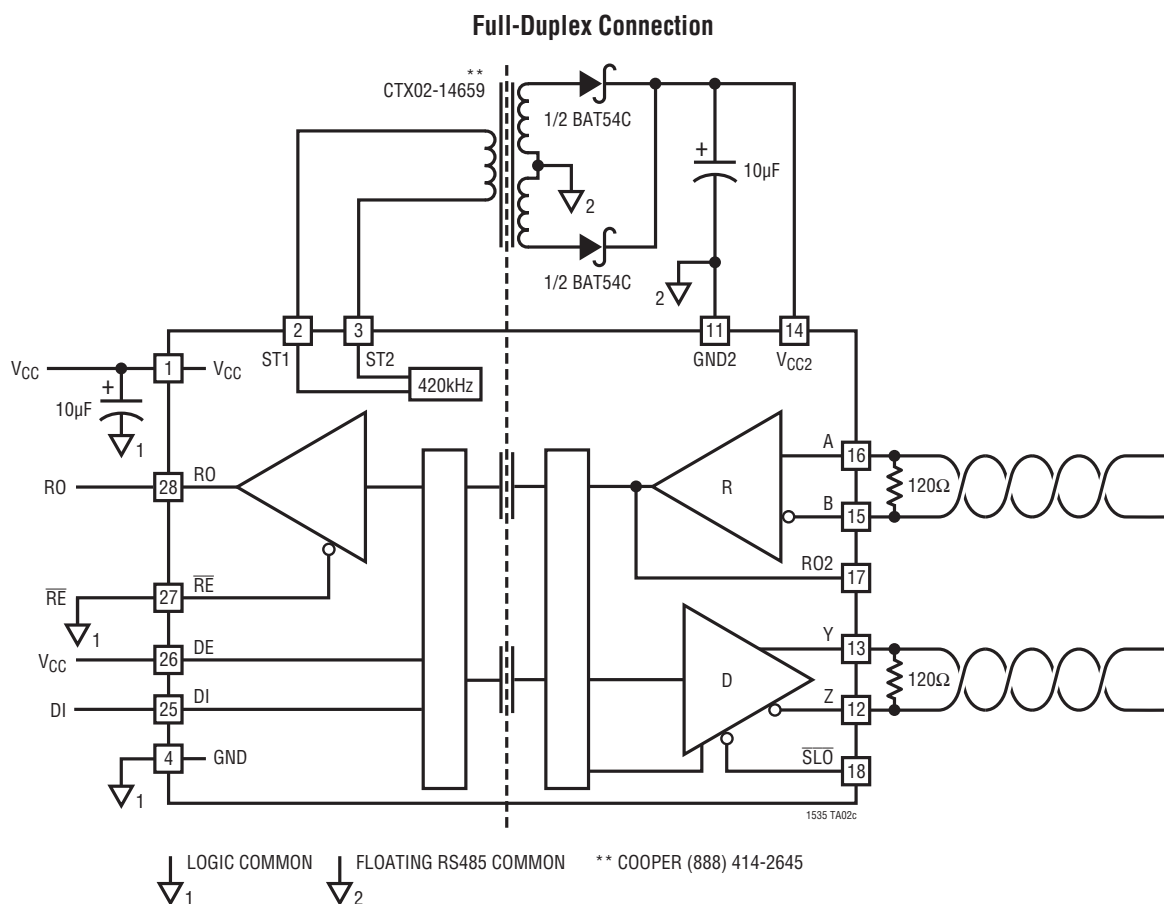 Full-Duplex Connection
**
CTX02-14659
1/2 BAT54C
+
10µF
2
1/2 BAT54C
2
2
3
11
14
ST1
ST2
GND2
VCC2
VCC
1
VCC
420kHz
+
10µF
1
A
16
RO
28
RO
R
120Ω
B
15
RO2
17
RE
27
RE
1
Y
13
VCC
26
DE
D
120Ω
DI
25
DI
Z
12
4
GND
SLO
18
1
1535 TA02c
LOGIC COMMON
1
FLOATING RS485 COMMON
2
** COOPER (888) 414-2645